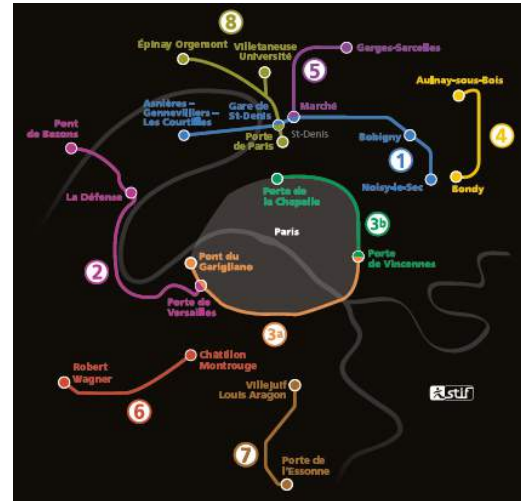 8
Épinay Orgemont
Villetaneuse
Université
Garges-Sarcelles
5
Aulnay-sous-Bois
Asnières –
Gennevilliers –
Les Courtilles
Gare de
St-Denis
Marché
Pont
de Bezons
Porte
de Paris
St-Denis
Bobigny
4
1
La Défense
Porte de
la Chapelle
Noisy-le-Sec
Bondy
3b
Paris
Pont du
Garigliano
Porte
de Vincennes
2
Porte de
Versailles
3a
Robert
Wagner
Châtillon
Montrouge
6
Villejuif
Louis Aragon
stif
7
Porte de
l'Essonne